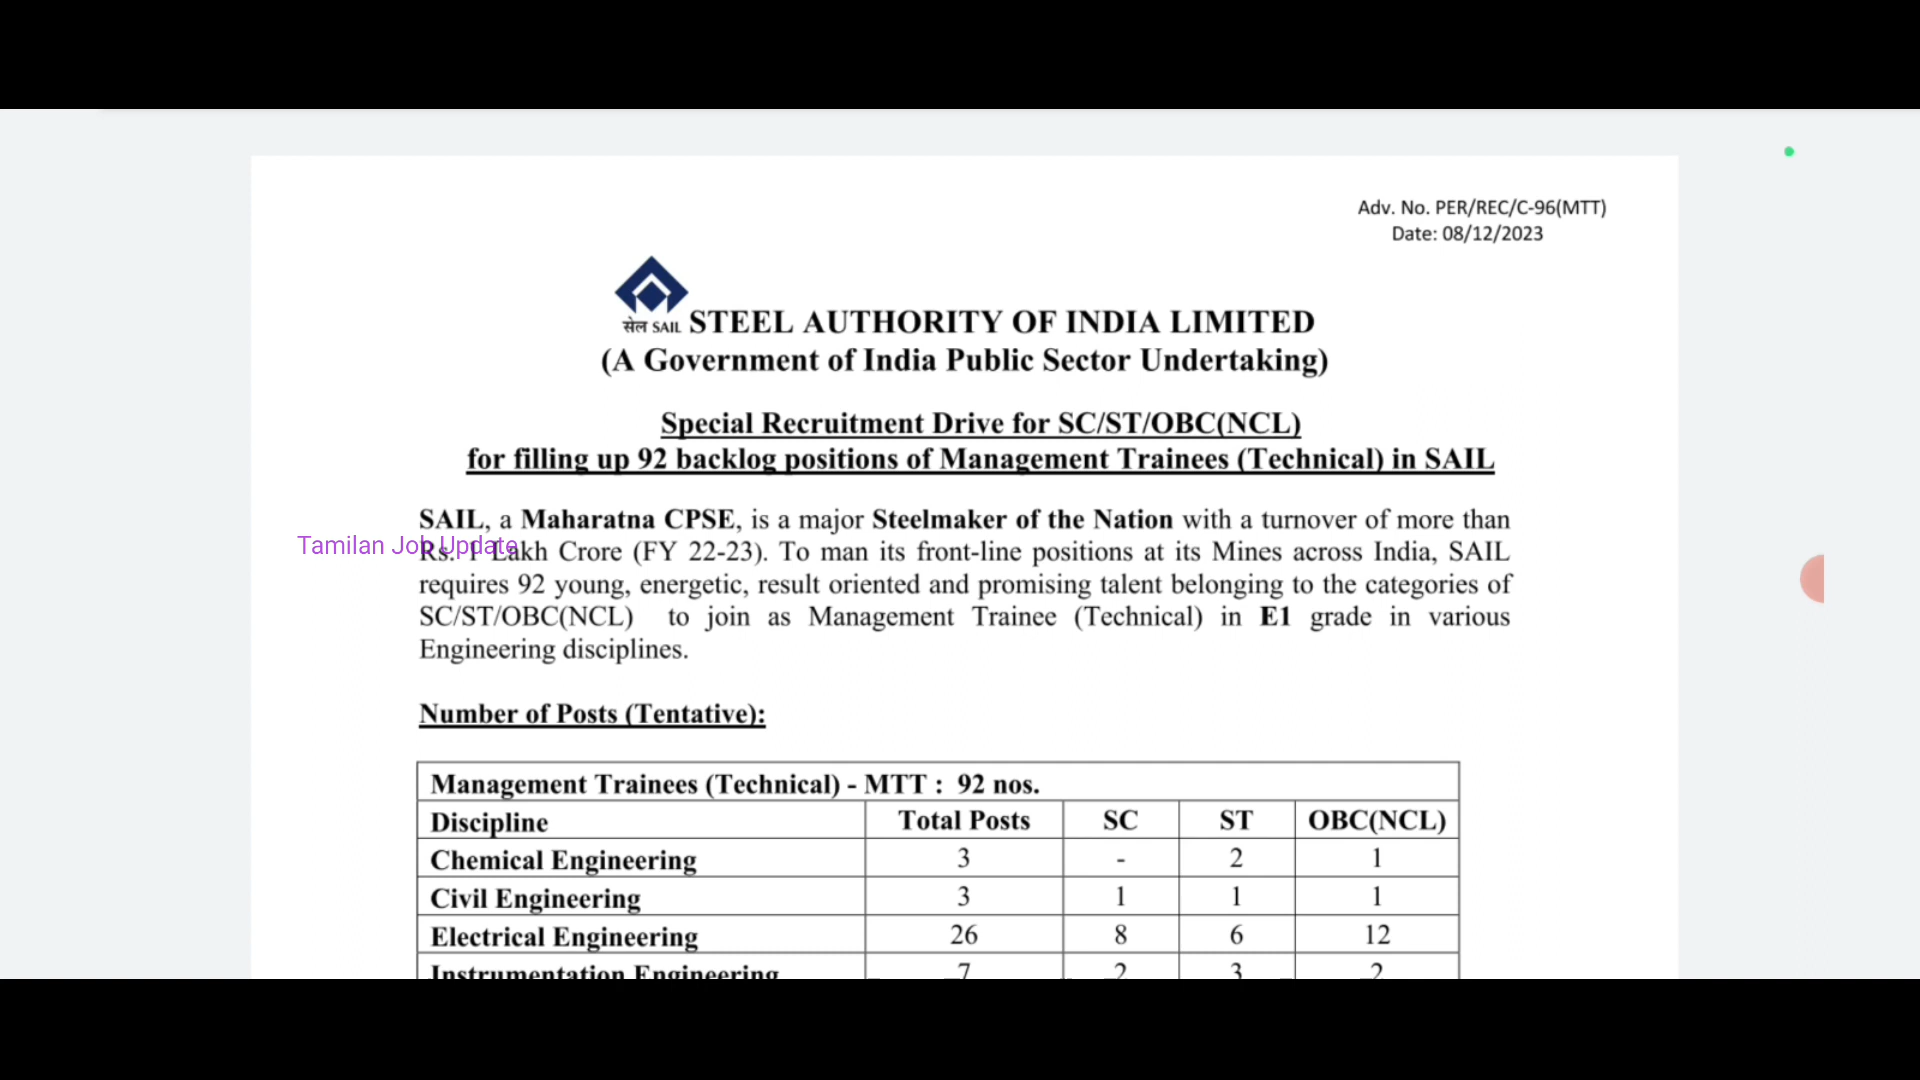 Adv. No. PER/REC/C-96(MTT)
Date: 08/12/2023
सेल SAIL STEEL AUTHORITY OF INDIA LIMITED
(A Government of India Public Sector Undertaking)
Special Recruitment Drive for SC/ST/OBC(NCL)
for filling up 92 backlog positions of Management Trainees (Technical) in SAIL
SAIL, a Maharatna CPSE, is a major Steelmaker of the Nation with a turnover of more than
Tamilan Job Update
Rs. 1 Lakh Crore (FY 22-23). To man its front-line positions at its Mines across India, SAIL
requires 92 young, energetic, result oriented and promising talent belonging to the categories of
SC/ST/OBC(NCL) to join as Management Trainee (Technical) in E1 grade in various
Engineering disciplines.
Number of Posts (Tentative):
Management Trainees (Technical) - MTT : 92 nos.
Discipline Total Posts SC ST OBC(NCL)
Chemical Engineering 3 - 2 1
Civil Engineering 3 1 1 1
Electrical Engineering 26 8 6 12
Instrumentation Engineering 7 2 3 2